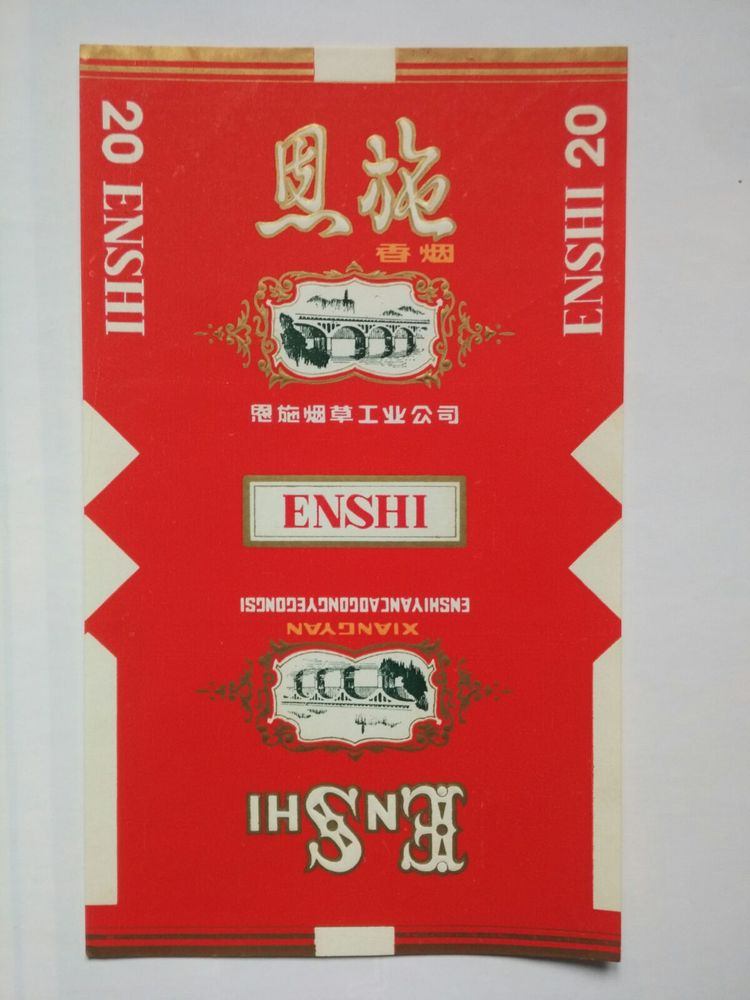 20 ENSHI
ENSHI 20
恩施
香烟
恩施烟草工业公司
ENSHI
ENSHIYANCAOGONGYEGONGSI
XIANGYAN
ENSHI